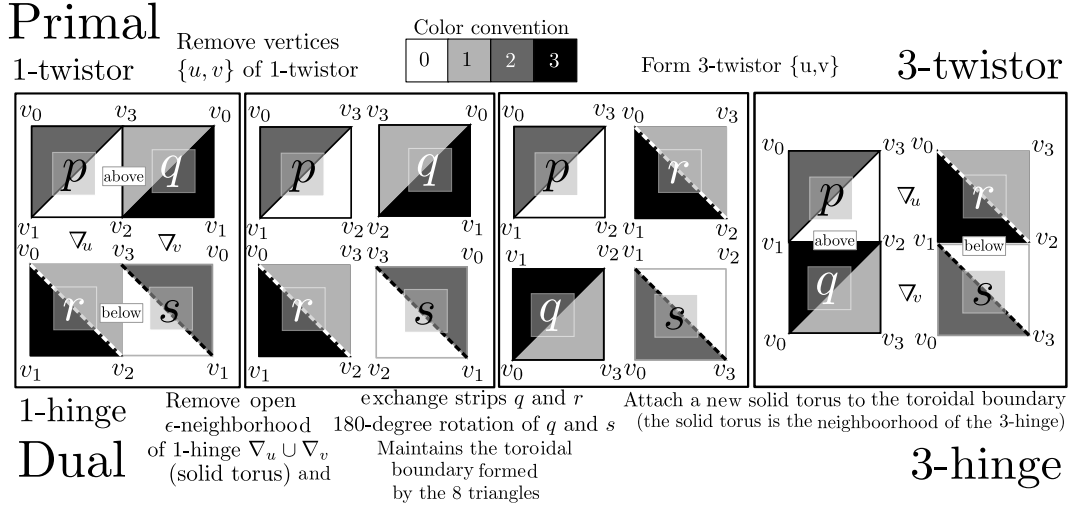 Primal
1-twistor
Remove vertices
{u, v} of 1-twistor
Color convention
0 1 2 3
Form 3-twistor {u,v}
3-twistor
v0 v3 v0
p above q
v1 v2 v1
∇u ∇v
v0 v3 v0
r below s
v1 v2 v1
v0 v3 v0 v3
p q
v1 v2 v1 v2
v0 v3 v3 v0
r s
v1 v2 v2 v1
v0 v3 v0 v3
p r
v1 v2 v1 v2
v1 v2 v1 v2
q s
v0 v3 v0 v3
v0 v3 v0 v3
p ∇u r
v1 above v2 v1 below v2
q ∇v s
v0 v3 v0 v3
1-hinge
Dual
Remove open
ϵ-neighborhood
of 1-hinge ∇u ∪ ∇v
(solid torus) and
exchange strips q and r
180-degree rotation of q and s
Maintains the toroidal
boundary formed
by the 8 triangles
Attach a new solid torus to the toroidal boundary
(the solid torus is the neighboorhood of the 3-hinge)
3-hinge